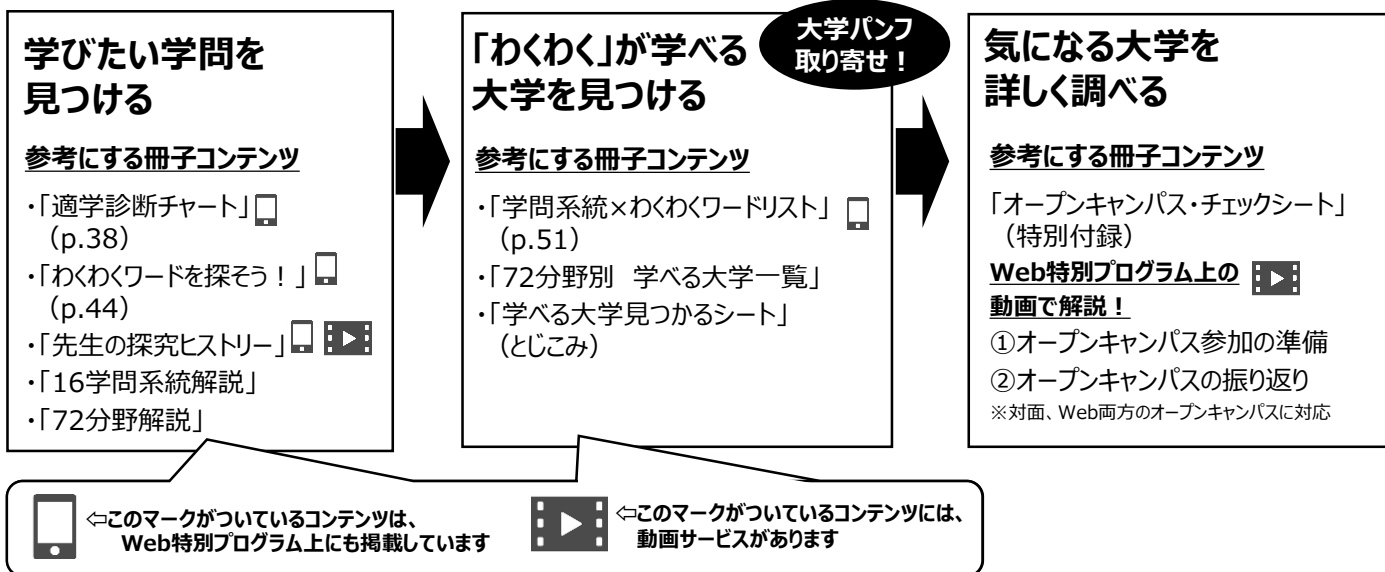 学びたい学問を
見つける
参考にする冊子コンテンツ
・「適学診断チャート」
（p.38）
・「わくわくワードを探そう！」
（p.44）
・「先生の探究ヒストリー」
・「16学問系統解説」
・「72分野解説」
「わくわく」が学べる
大学を見つける
大学パンフ
取り寄せ！
参考にする冊子コンテンツ
・「学問系統×わくわくワードリスト」
（p.51）
・「72分野別 学べる大学一覧」
・「学べる大学見つかるシート」
（とじこみ）
気になる大学を
詳しく調べる
参考にする冊子コンテンツ
「オープンキャンパス・チェックシート」
（特別付録）
Web特別プログラム上の
動画で解説！
①オープンキャンパス参加の準備
②オープンキャンパスの振り返り
※対面、Web両方のオープンキャンパスに対応
⇦このマークがついているコンテンツは、
Web特別プログラム上にも掲載しています
⇦このマークがついているコンテンツには、
動画サービスがあります